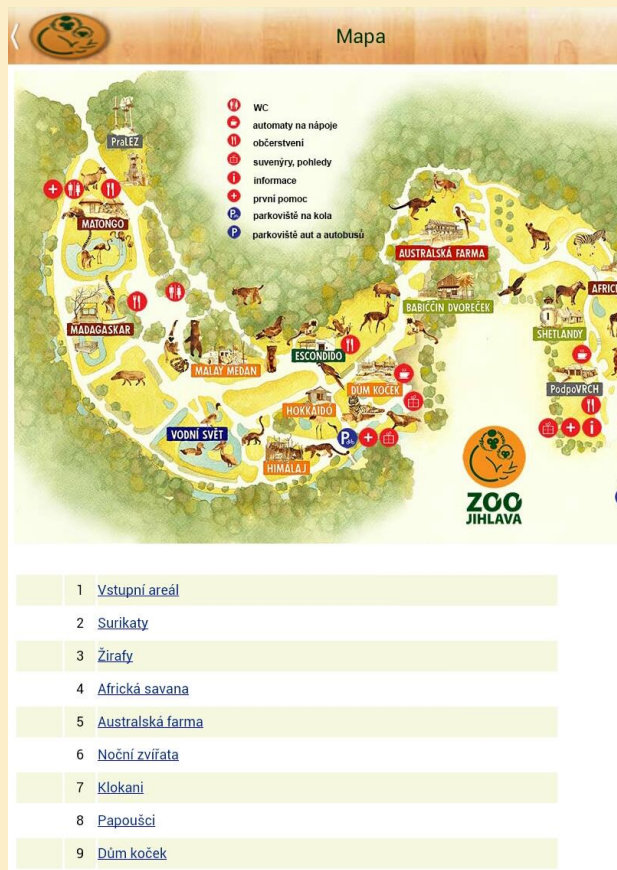 Mapa
WC
automaty na nápoje
občerstvení
suvenýry, pohledy
informace
první pomoc
parkoviště na kola
parkoviště aut a autobusů
PraLEZ
MATONGO
MADAGASKAR
MALAY MEDAN
ESCONDIDO
AUSTRALSKÁ FARMA
BABIČČIN DVOREČEK
AFRIC
SHETLANDY
PodpoVRCH
DŮM KOČEK
HOKKAIDÓ
VODNÍ SVĚT
HIMÁLAJ
ZOO
JIHLAVA
1 Vstupní areál
2 Surikaty
3 Žirafy
4 Africká savana
5 Australská farma
6 Noční zvířata
7 Klokani
8 Papoušci
9 Dům koček